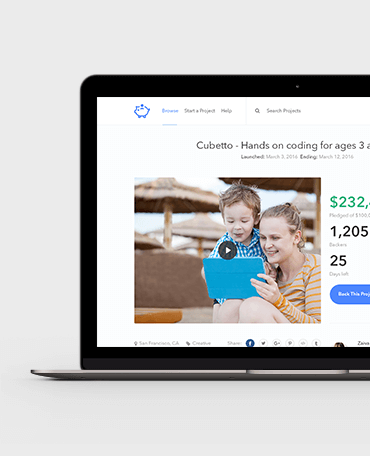 Browse Start a Project Help Search Projects
Cubetto - Hands on coding for ages 3 a
Launched: March 3, 2016 Ending: March 12, 2016
$232,
Pledged of $100,
1,205
Backers
25
Days left
Back This Proj
San Francisco, CA Creative Share:
Zaiva